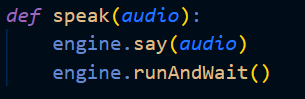 def speak(audio):
    engine.say(audio)
    engine.runAndWait()